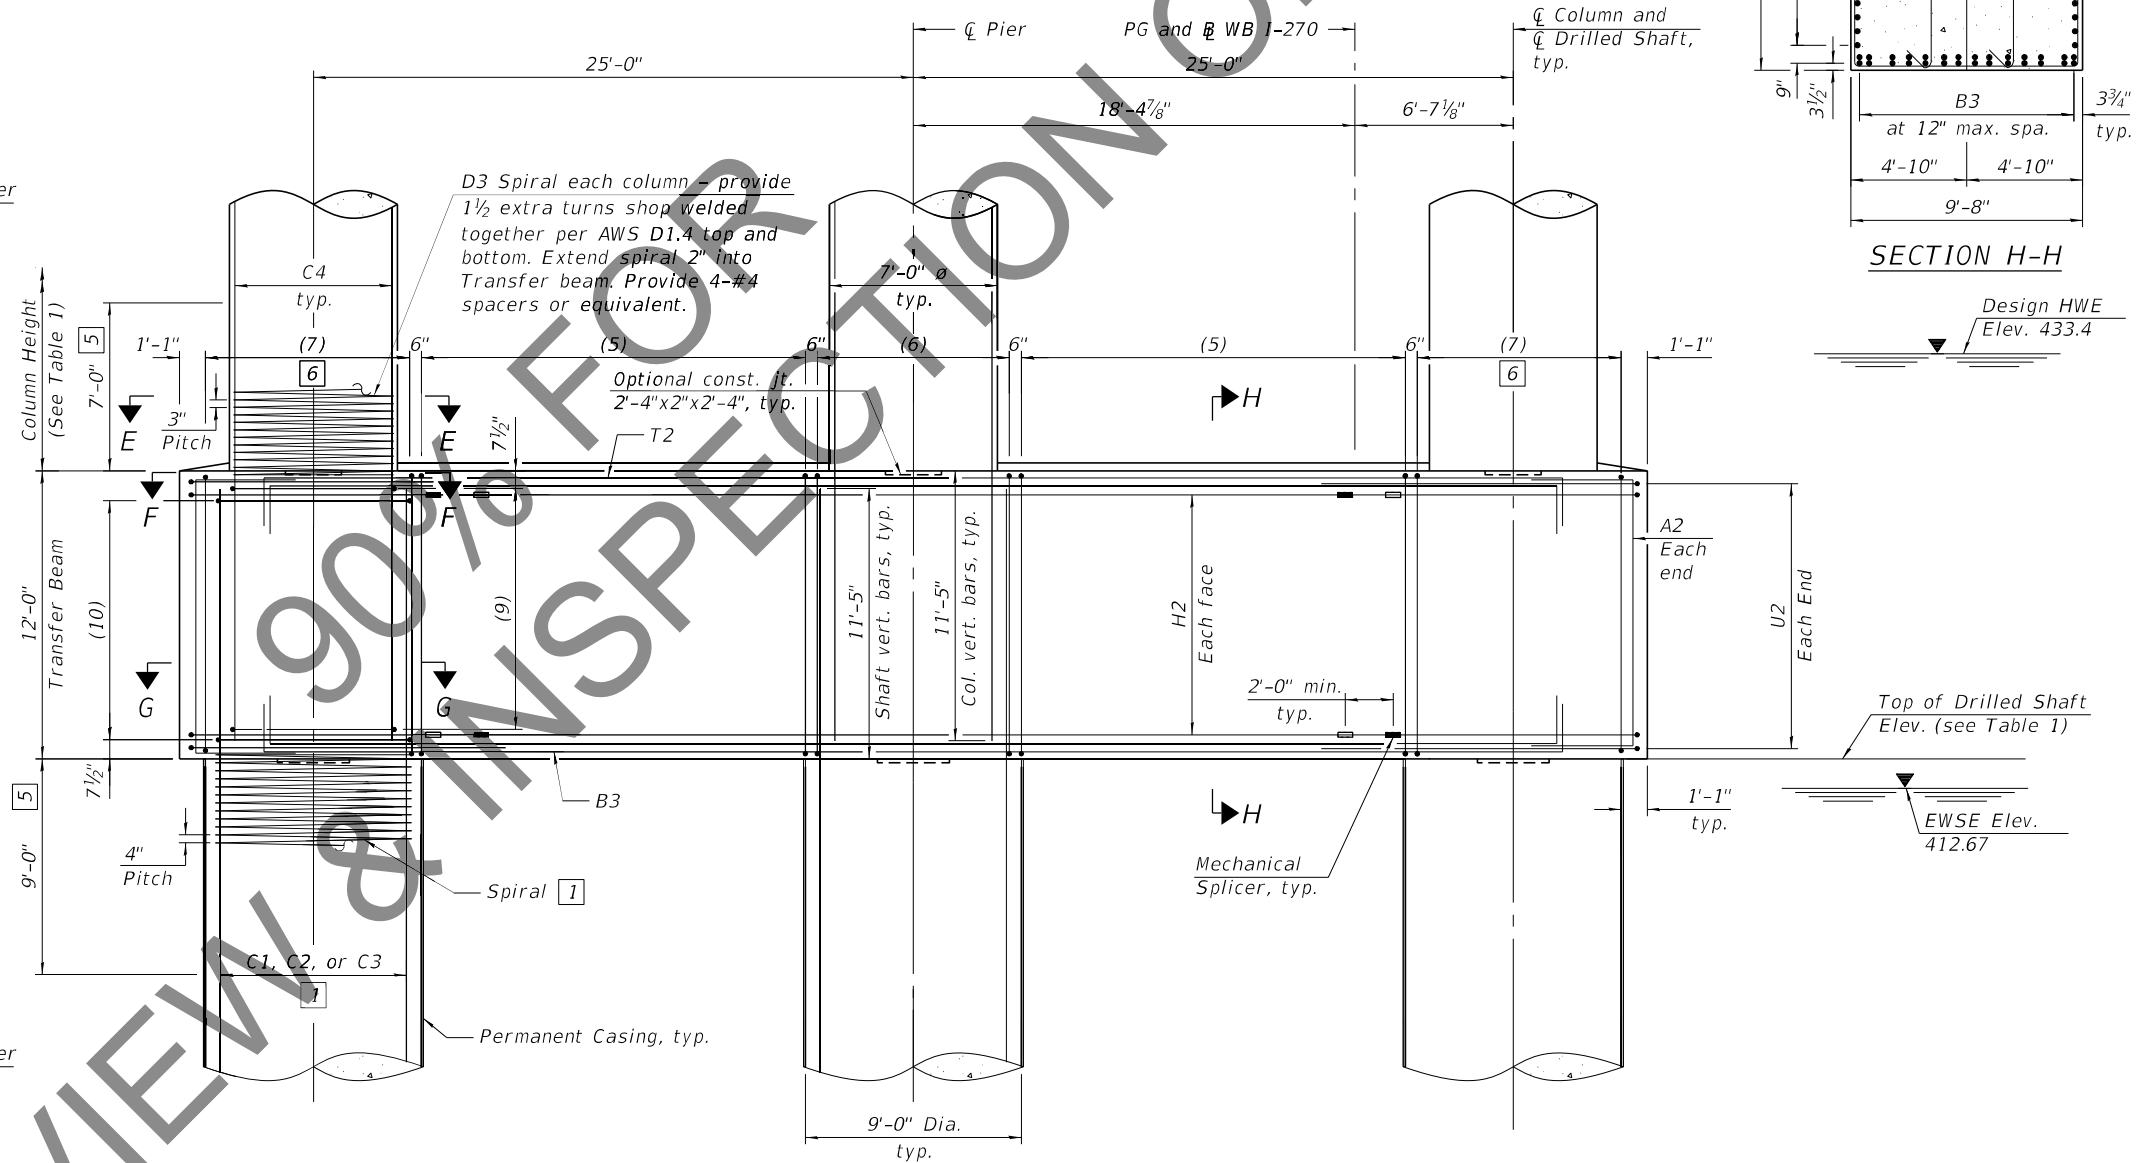 ℄ Pier
PG and ℄ WB I-270
℄ Column and
℄ Drilled Shaft,
typ.
25'-0"
25'-0"
18'-4⅞"
6'-7⅛"
9"
3½"
B3
at 12" max. spa.
3¾"
typ.
4'-10"
4'-10"
9'-8"
SECTION H-H
er
D3 Spiral each column - provide
1½ extra turns shop welded
together per AWS D1.4 top and
bottom. Extend spiral 2" into
Transfer beam. Provide 4-#4
spacers or equivalent.
C4
typ.
7'-0" ø
typ.
Design HWE
Elev. 433.4
Column Height
(See Table 1)
7'-0"
5
1'-1"
(7)
6
6"
(5)
6"
(6)
6"
(5)
6"
(7)
6
1'-1"
Optional const. jt.
2'-4"x2"x2'-4", typ.
3"
Pitch
E
E
7½"
T2
H
F
F
12'-0"
Transfer Beam
(10)
(9)
11'-5"
Shaft vert. bars, typ.
11'-5"
Col. vert. bars, typ.
H2
Each face
A2
Each
end
U2
Each End
G
G
2'-0" min.
typ.
Top of Drilled Shaft
Elev. (see Table 1)
5
7½"
9'-0"
B3
H
1'-1"
typ.
EWSE Elev.
412.67
4"
Pitch
Spiral 1
Mechanical
Splicer, typ.
C1, C2, or C3
1
Permanent Casing, typ.
er
9'-0" Dia.
typ.
90% FOR
VIEW & INSPECTION O